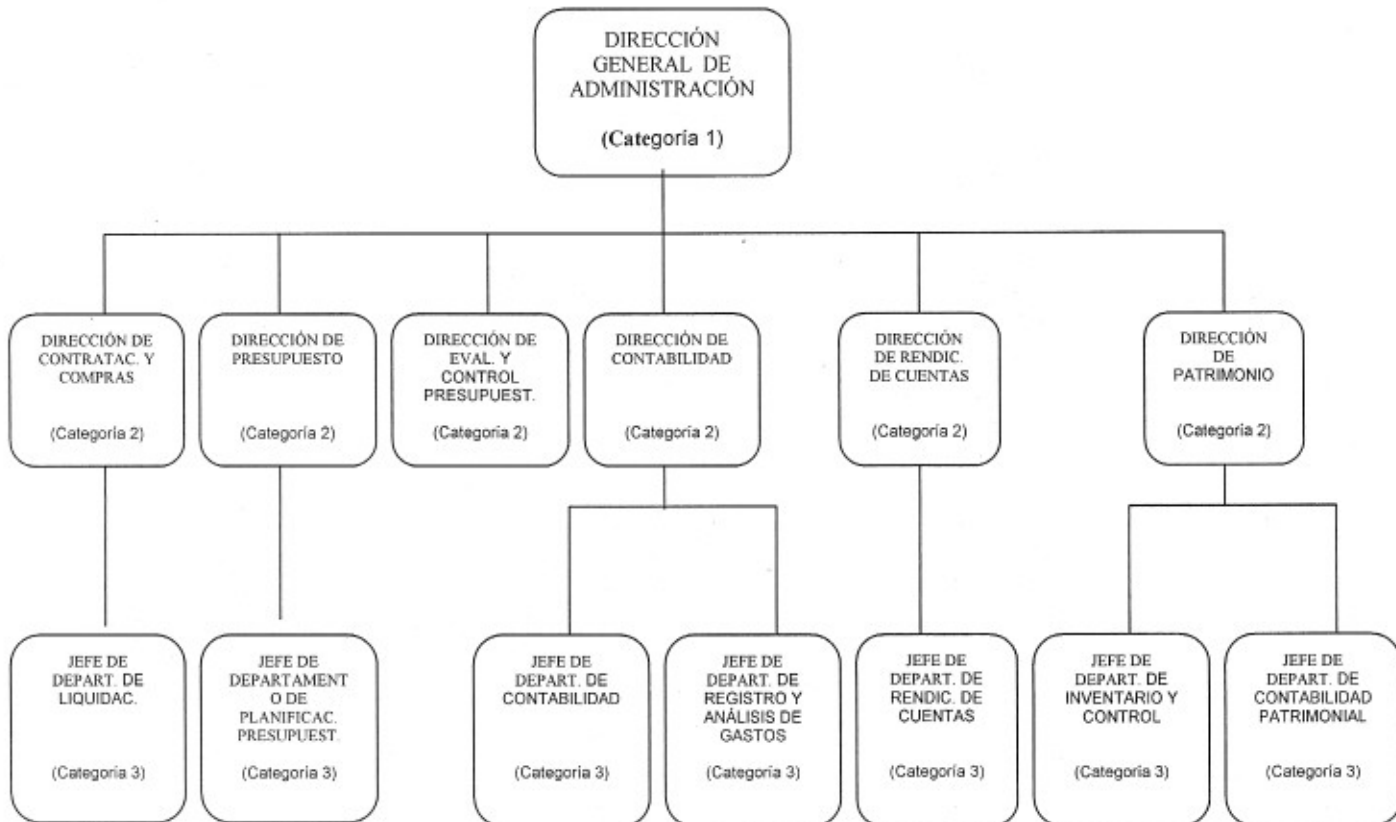 DIRECCIÓN
GENERAL DE
ADMINISTRACIÓN
(Categoría 1)
DIRECCIÓN DE
CONTRATAC. Y
COMPRAS
(Categoría 2)
DIRECCIÓN DE
PRESUPUESTO
(Categoría 2)
DIRECCIÓN DE
EVAL. Y
CONTROL
PRESUPUEST.
(Categoría 2)
DIRECCIÓN DE
CONTABILIDAD
(Categoría 2)
DIRECCIÓN
DE RENDIC.
DE CUENTAS
(Categoría 2)
DIRECCIÓN
DE
PATRIMONIO
(Categoría 2)
JEFE DE
DEPART. DE
LIQUIDAC.
(Categoría 3)
JEFE DE
DEPARTAMENT
O DE
PLANIFICAC.
PRESUPUEST.
(Categoría 3)
JEFE DE
DEPART. DE
CONTABILIDAD
(Categoría 3)
JEFE DE
DEPART. DE
REGISTRO Y
ANÁLISIS DE
GASTOS
(Categoría 3)
JEFE DE
DEPART. DE
RENDIC. DE
CUENTAS
(Categoría 3)
JEFE DE
DEPART. DE
INVENTARIO Y
CONTROL
(Categoría 3)
JEFE DE
DEPART. DE
CONTABILIDAD
PATRIMONIAL
(Categoría 3)